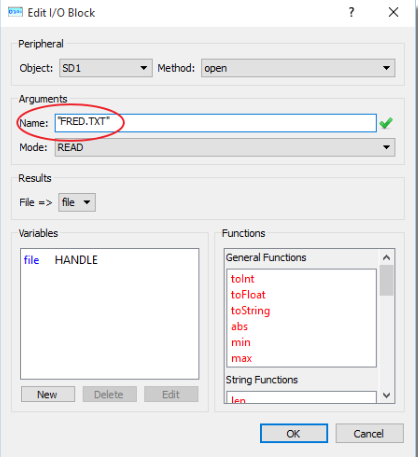 Edit I/O Block
Peripheral
Object: SD1 Method: open
Arguments
Name: "FRED.TXT"
Mode: READ
Results
File => file
Variables
file HANDLE
New Delete Edit
Functions
General Functions
toInt
toFloat
toString
abs
min
max
String Functions
len
OK Cancel